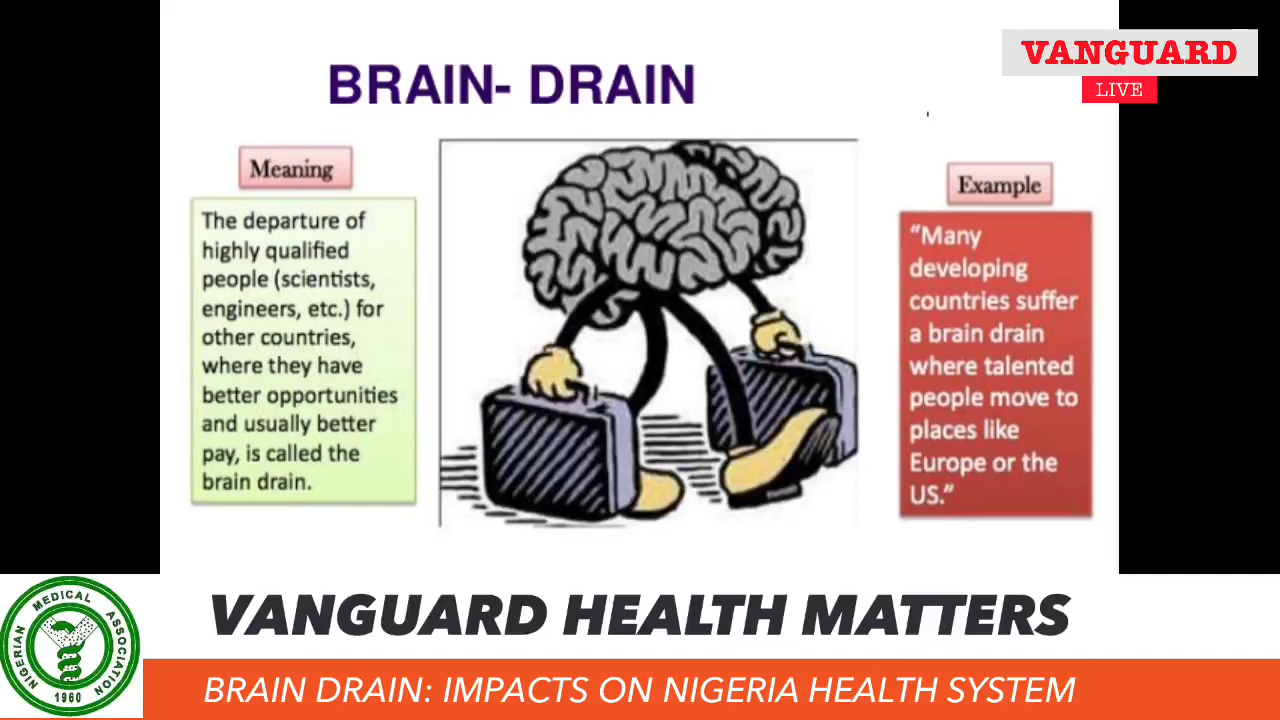 VANGUARD
LIVE
BRAIN- DRAIN
Meaning
The departure of
highly qualified
people (scientists,
engineers, etc.) for
other countries,
where they have
better opportunities
and usually better
pay, is called the
brain drain.
Example
“Many
developing
countries suffer
a brain drain
where talented
people move to
places like
Europe or the
US.”
NIGERIAN MEDICAL ASSOCIATION
1960
VANGUARD HEALTH MATTERS
BRAIN DRAIN: IMPACTS ON NIGERIA HEALTH SYSTEM